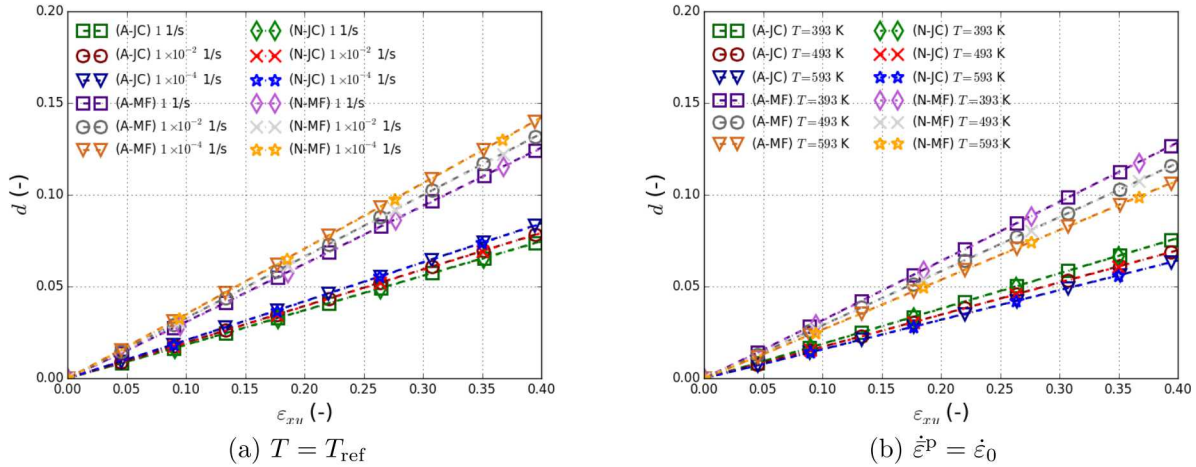 0.20
0.15
0.10
0.05
0.00
d (-)
(A-JC) 1 1/s
(A-JC) 1×10⁻² 1/s
(A-JC) 1×10⁻⁴ 1/s
(A-MF) 1 1/s
(A-MF) 1×10⁻² 1/s
(A-MF) 1×10⁻⁴ 1/s
(N-JC) 1 1/s
(N-JC) 1×10⁻² 1/s
(N-JC) 1×10⁻⁴ 1/s
(N-MF) 1 1/s
(N-MF) 1×10⁻² 1/s
(N-MF) 1×10⁻⁴ 1/s
0.00 0.05 0.10 0.15 0.20 0.25 0.30 0.35 0.40
ε_xy (-)
(a) T = T_ref
0.20
0.15
0.10
0.05
0.00
d (-)
(A-JC) T=393 K
(A-JC) T=493 K
(A-JC) T=593 K
(A-MF) T=393 K
(A-MF) T=493 K
(A-MF) T=593 K
(N-JC) T=393 K
(N-JC) T=493 K
(N-JC) T=593 K
(N-MF) T=393 K
(N-MF) T=493 K
(N-MF) T=593 K
0.00 0.05 0.10 0.15 0.20 0.25 0.30 0.35 0.40
ε_xy (-)
(b) ε̄̇ᵖ = ε̇₀